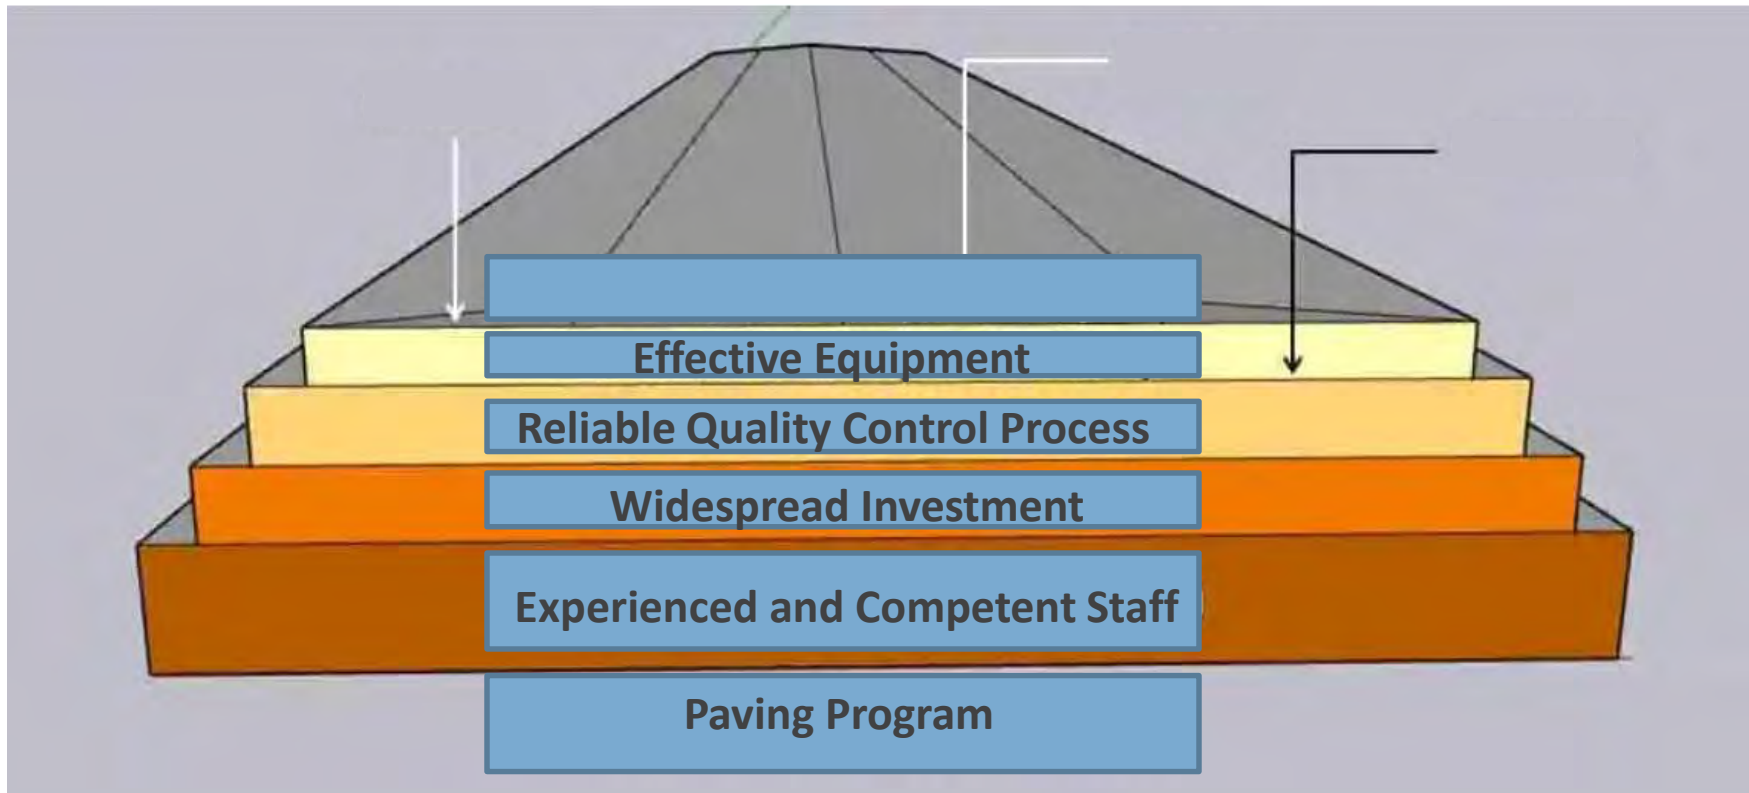 Effective Equipment
Reliable Quality Control Process
Widespread Investment
Experienced and Competent Staff
Paving Program